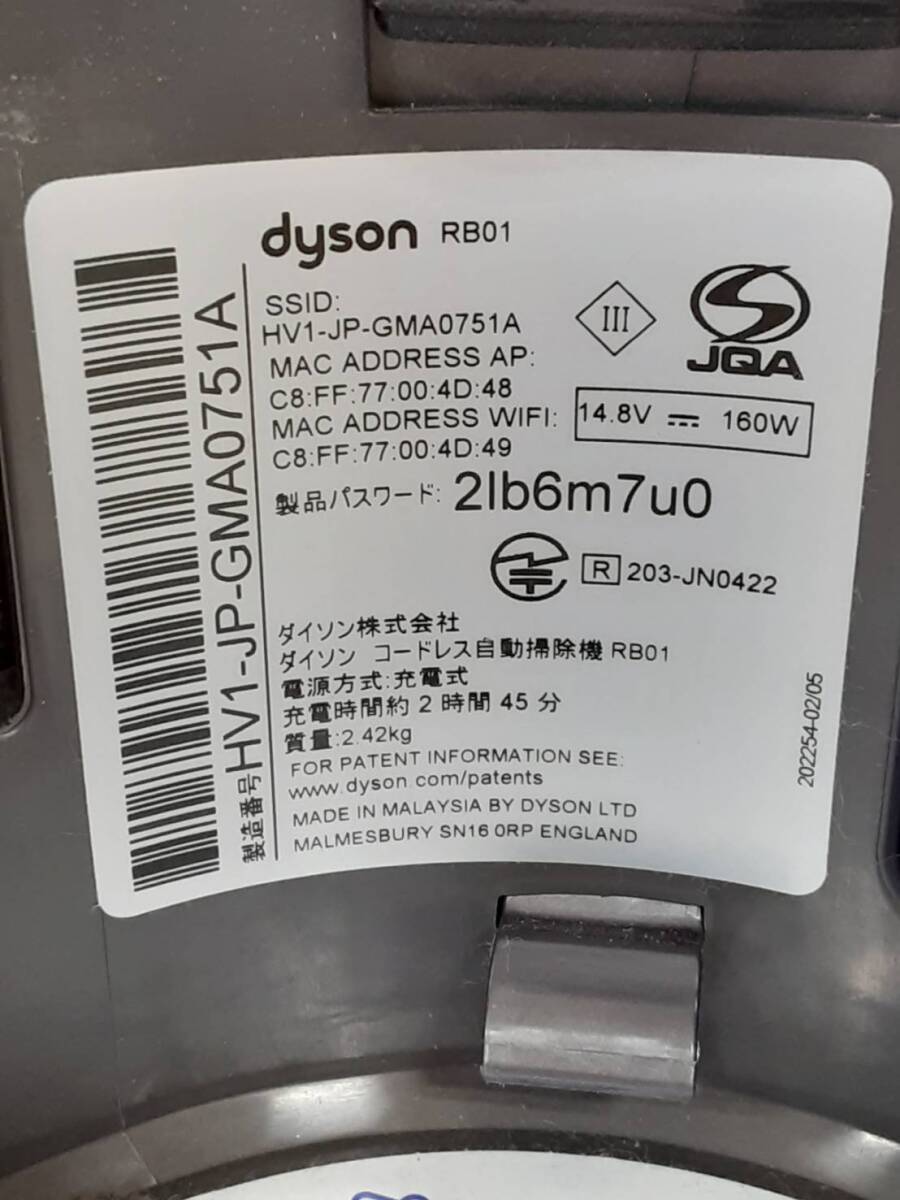 dyson RB01
SSID:
HV1-JP-GMA0751A
MAC ADDRESS AP:
C8:FF:77:00:4D:48
MAC ADDRESS WIFI:
C8:FF:77:00:4D:49
III
JQA
14.8V ⎓ 160W
製品パスワード: 2lb6m7u0
R 203-JN0422
ダイソン株式会社
ダイソン コードレス自動掃除機 RB01
電源方式:充電式
充電時間約2時間45分
質量:2.42kg
FOR PATENT INFORMATION SEE:
www.dyson.com/patents
MADE IN MALAYSIA BY DYSON LTD
MALMESBURY SN16 0RP ENGLAND
製造番号 HV1-JP-GMA0751A
202254-02/05